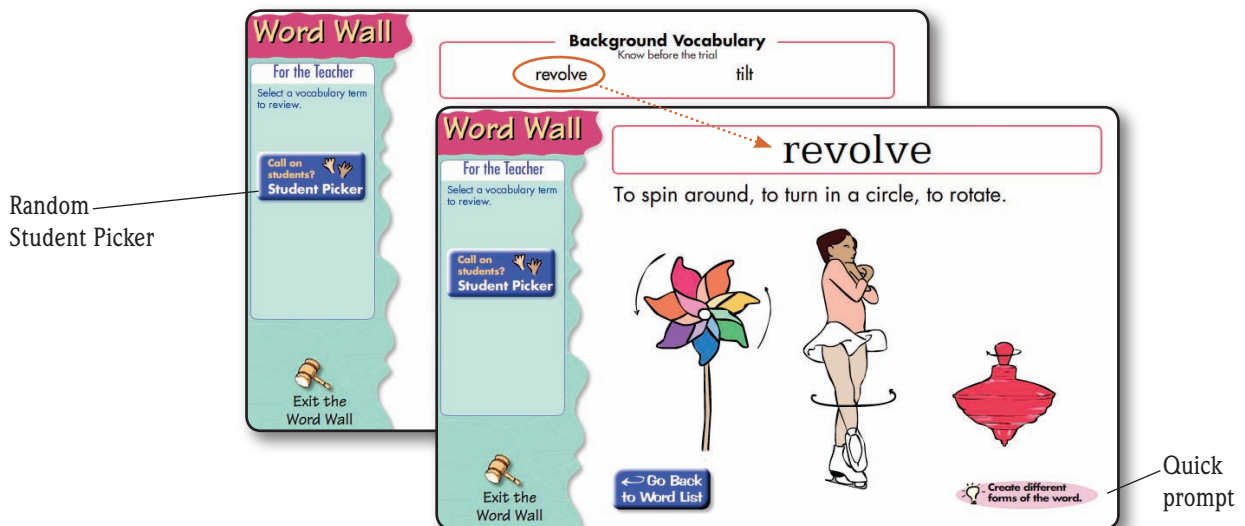 Word Wall
Background Vocabulary
Know before the trial
revolve tilt
For the Teacher
Select a vocabulary term
to review.
Call on
students?
Student Picker
Exit the
Word Wall
Random
Student Picker
Word Wall
revolve
For the Teacher
Select a vocabulary term
to review.
To spin around, to turn in a circle, to rotate.
Call on
students?
Student Picker
Exit the
Word Wall
Go Back
to Word List
Create different
forms of the word.
Quick
prompt